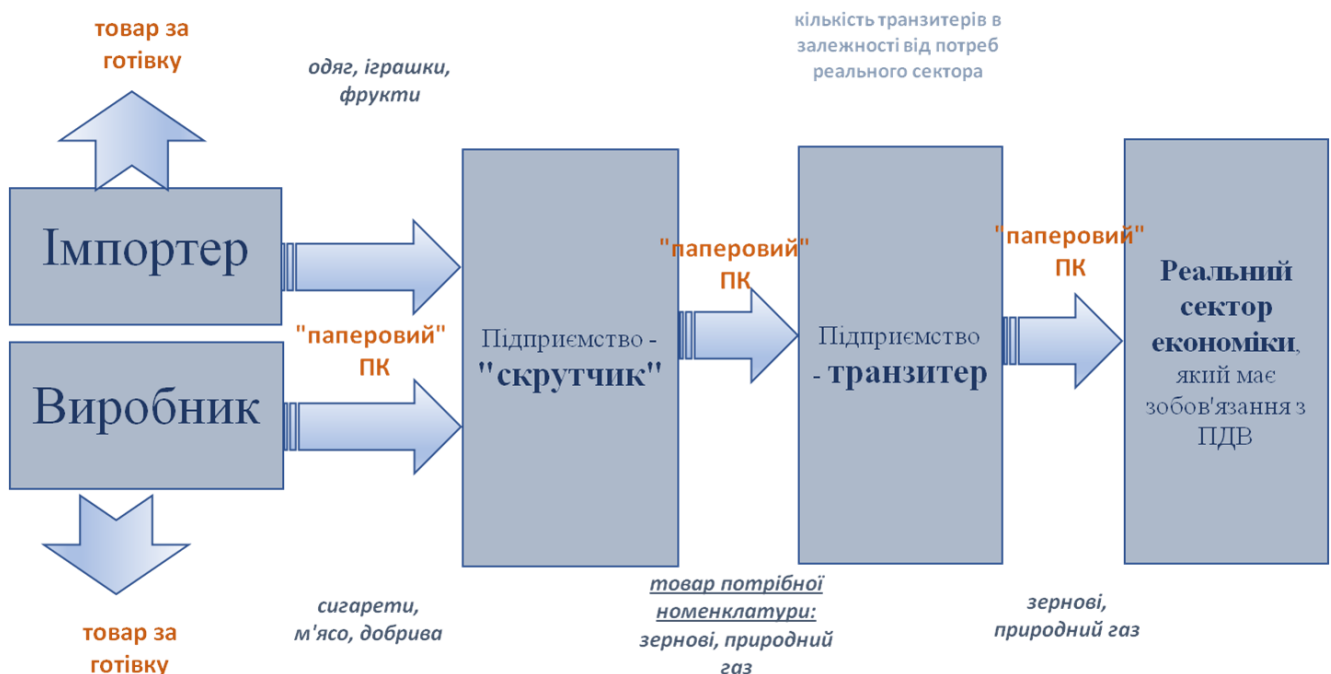 товар за
готівку
одяг, іграшки,
фрукти
кількість транзитерів в
залежності від потреб
реального сектора
Імпортер
Виробник
"паперовий"
ПК
Підприємство -
"скрутчик"
"паперовий"
ПК
Підприємство
- транзитер
"паперовий"
ПК
Реальний
сектор
економіки,
який має
зобов'язання з
ПДВ
товар за
готівку
сигарети,
м'ясо, добрива
товар потрібної
номенклатури:
зернові, природний
газ
зернові,
природний газ